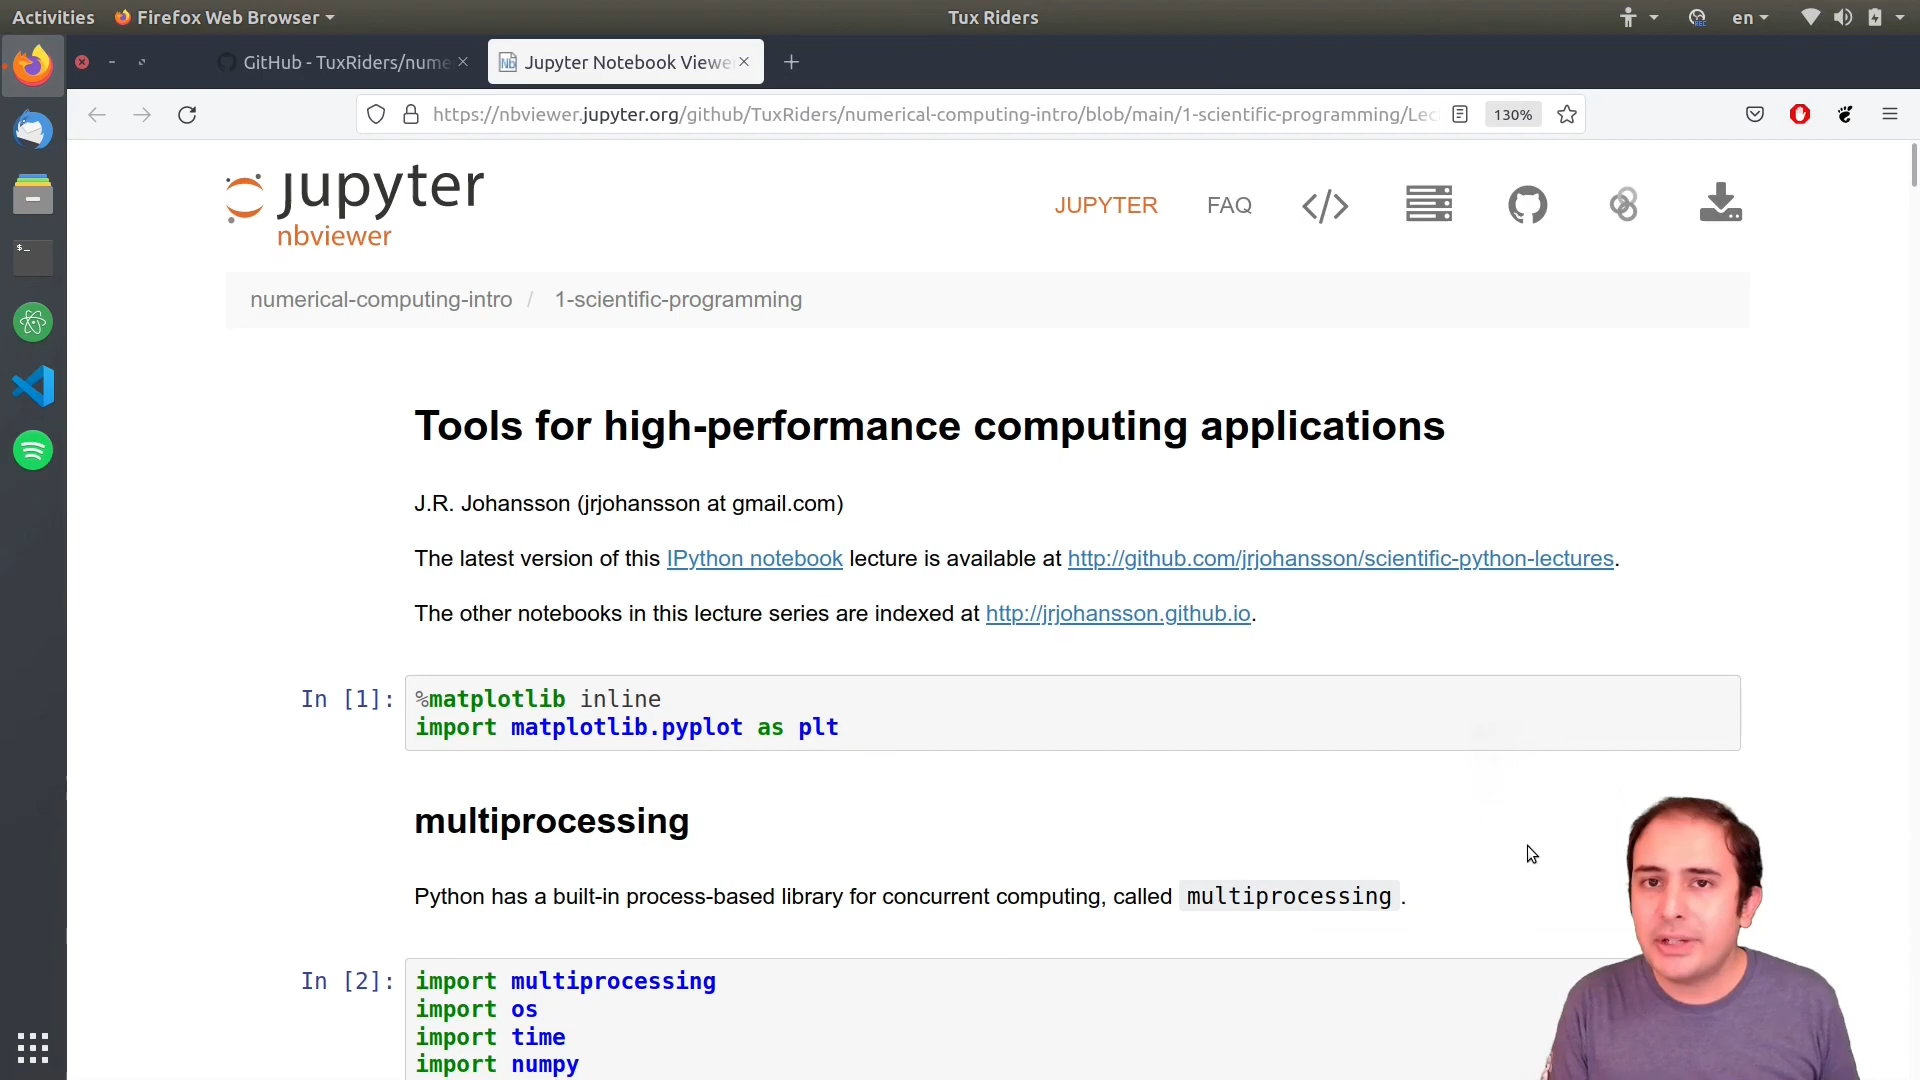 Activities Firefox Web Browser Tux Riders en
GitHub - TuxRiders/nume Jupyter Notebook Viewe
https://nbviewer.jupyter.org/github/TuxRiders/numerical-computing-intro/blob/main/1-scientific-programming/Lec 130%
jupyter
nbviewer
JUPYTER FAQ
numerical-computing-intro / 1-scientific-programming
Tools for high-performance computing applications
J.R. Johansson (jrjohansson at gmail.com)
The latest version of this IPython notebook lecture is available at http://github.com/jrjohansson/scientific-python-lectures.
The other notebooks in this lecture series are indexed at http://jrjohansson.github.io.
In [1]: %matplotlib inline
import matplotlib.pyplot as plt
multiprocessing
Python has a built-in process-based library for concurrent computing, called multiprocessing.
In [2]: import multiprocessing
import os
import time
import numpy